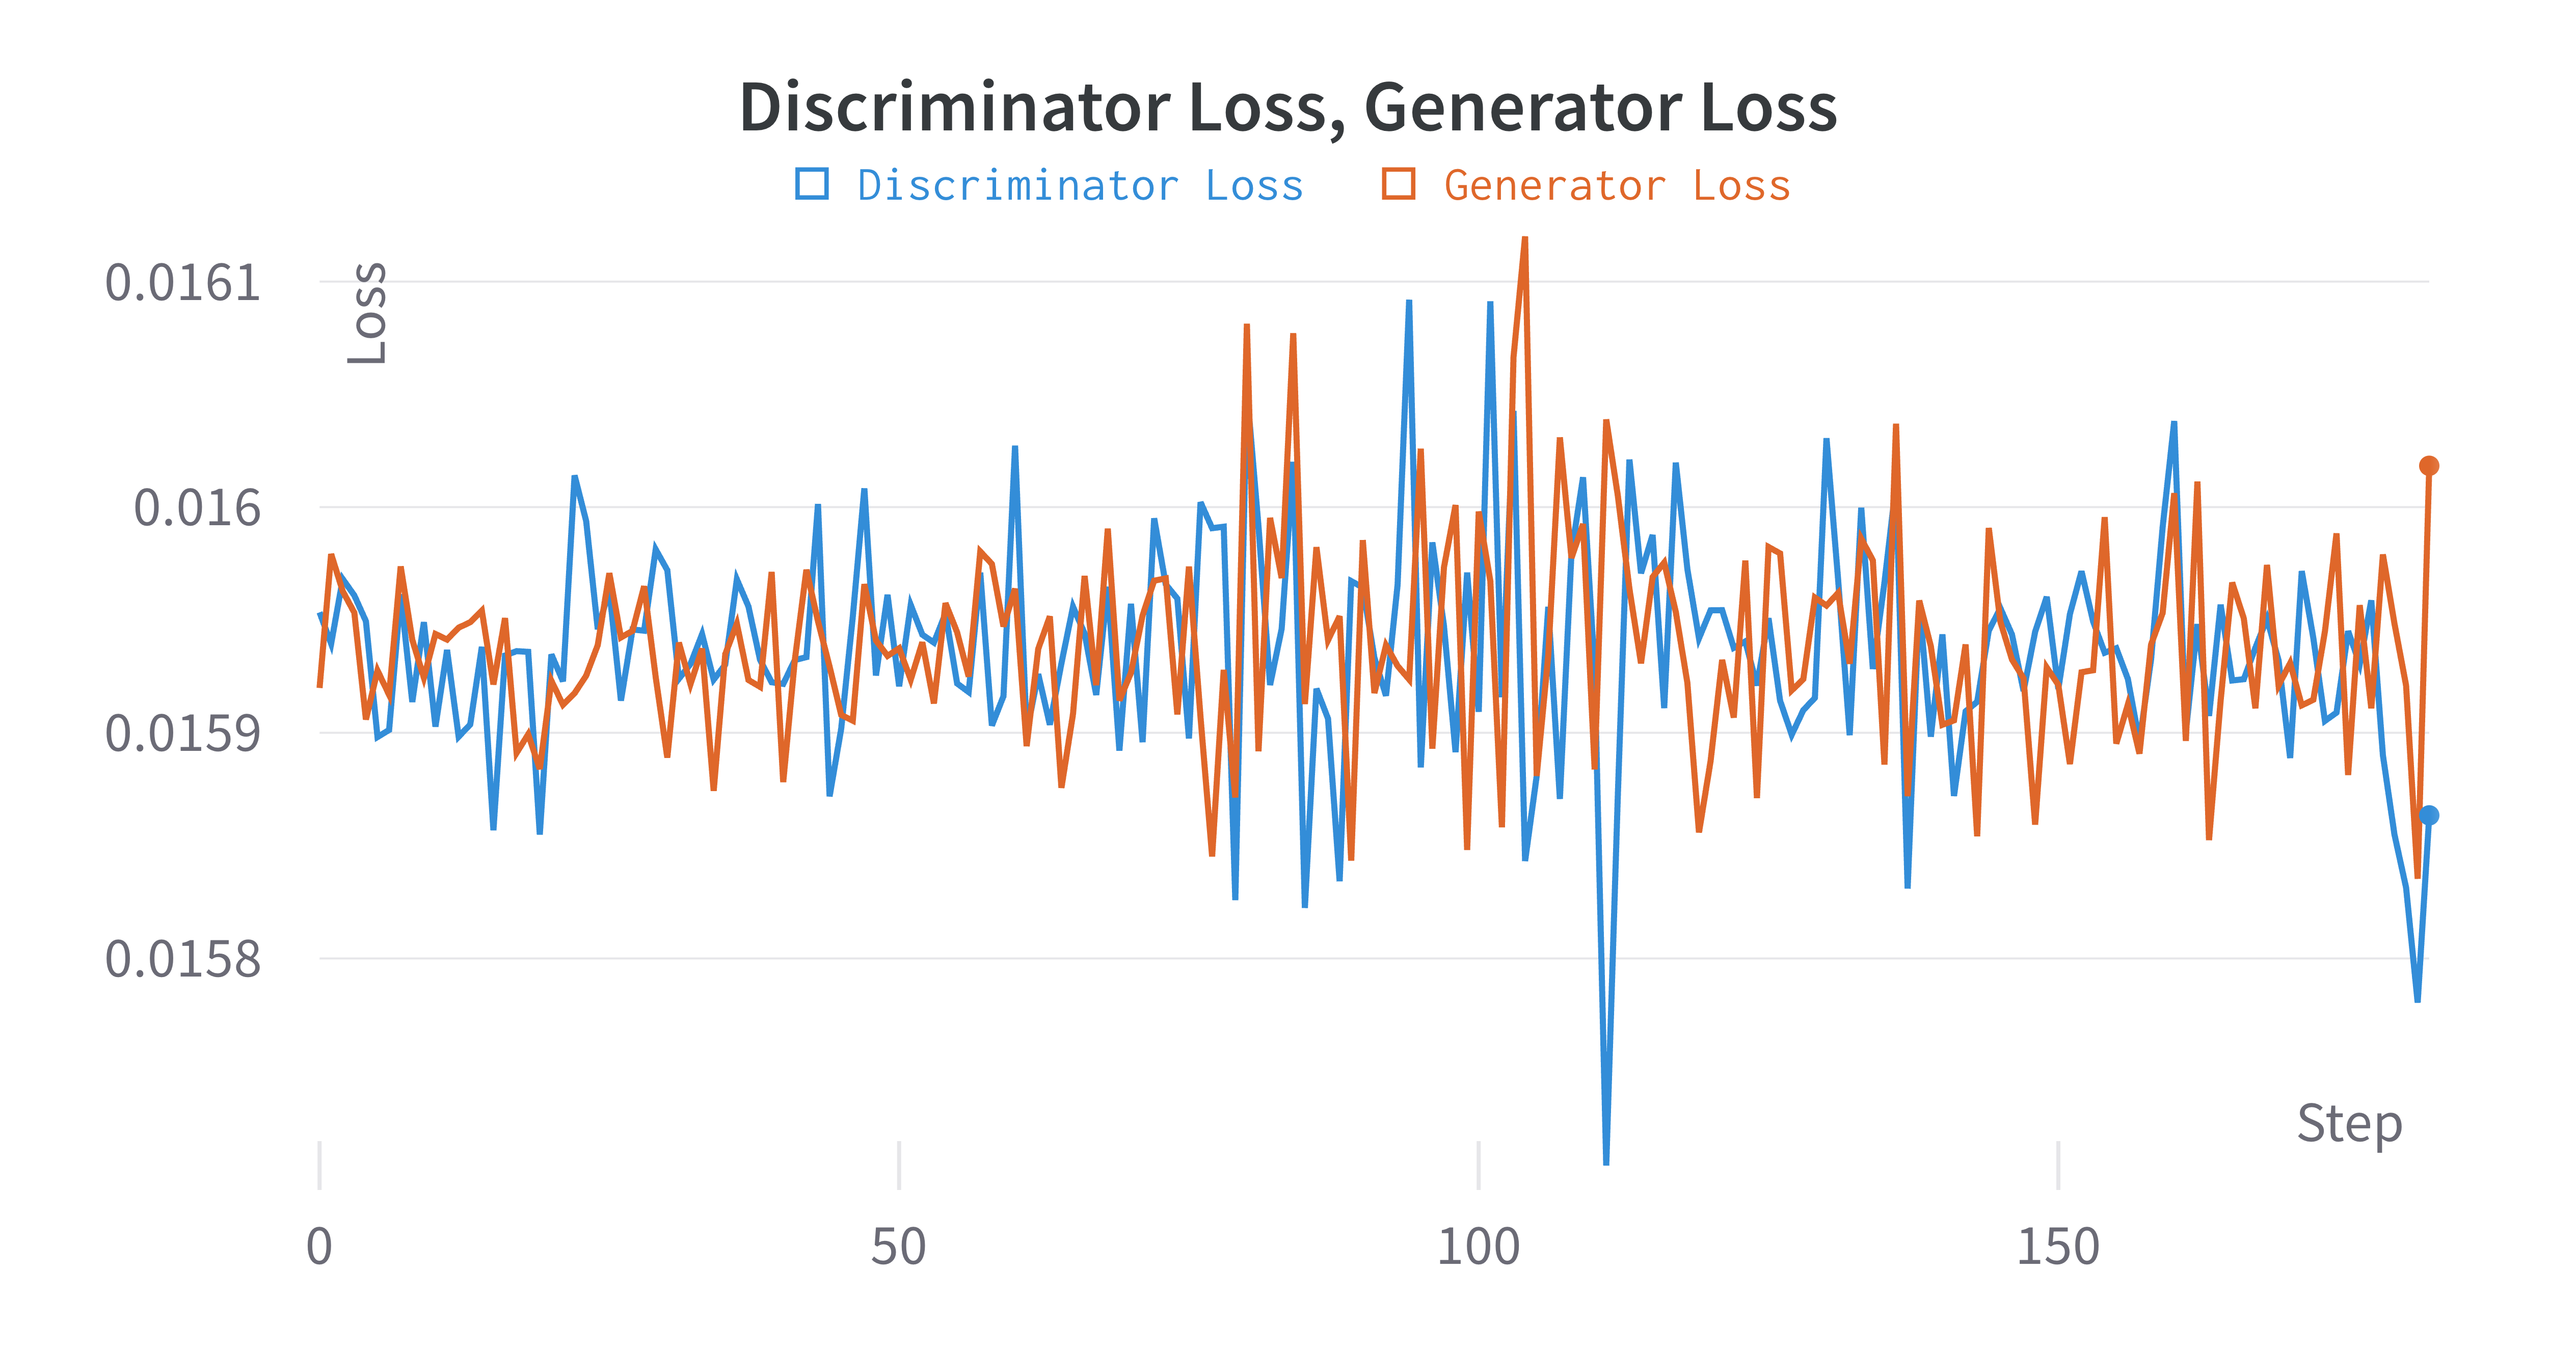 Discriminator Loss, Generator Loss
Discriminator Loss Generator Loss
Loss
0.0161
0.016
0.0159
0.0158
Step
0 50 100 150